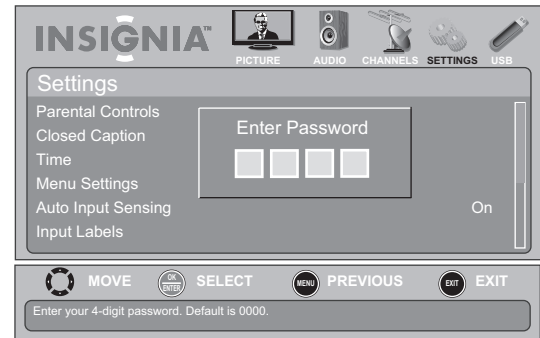 INSIGNIA™
PICTURE AUDIO CHANNELS SETTINGS USB
Settings
Parental Controls
Closed Caption
Time
Menu Settings
Auto Input Sensing On
Input Labels
Enter Password
MOVE OK ENTER SELECT MENU PREVIOUS EXIT EXIT
Enter your 4-digit password. Default is 0000.